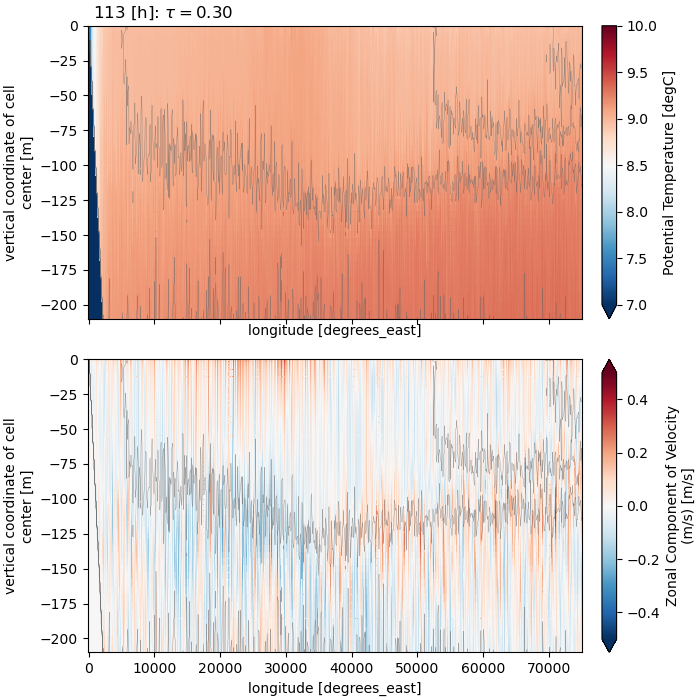 113 [h]: τ = 0.30
0
−25
−50
−75
−100
−125
−150
−175
−200
vertical coordinate of cell
center [m]
longitude [degrees_east]
10.0
9.5
9.0
8.5
8.0
7.5
7.0
Potential Temperature [degC]
0
−25
−50
−75
−100
−125
−150
−175
−200
vertical coordinate of cell
center [m]
0 10000 20000 30000 40000 50000 60000 70000
longitude [degrees_east]
0.4
0.2
0.0
−0.2
−0.4
Zonal Component of Velocity
(m/s) [m/s]